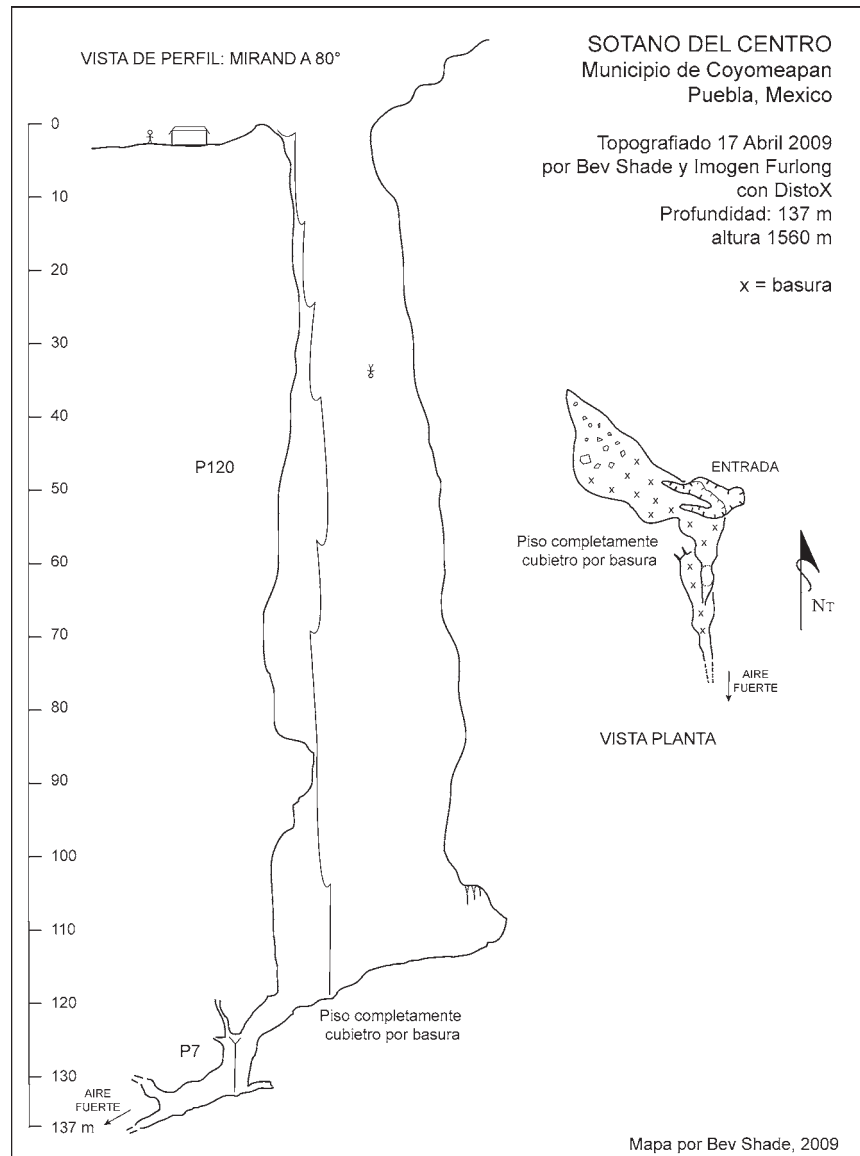 VISTA DE PERFIL: MIRAND A 80°
SOTANO DEL CENTRO
Municipio de Coyomeapan
Puebla, Mexico
Topografiado 17 Abril 2009
por Bev Shade y Imogen Furlong
con DistoX
Profundidad: 137 m
altura 1560 m
x = basura
0
10
20
30
40
50
60
70
80
90
100
110
120
130
137 m
P120
ENTRADA
Piso completamente
cubietro por basura
NT
AIRE
FUERTE
VISTA PLANTA
Piso completamente
cubietro por basura
P7
AIRE
FUERTE
Mapa por Bev Shade, 2009